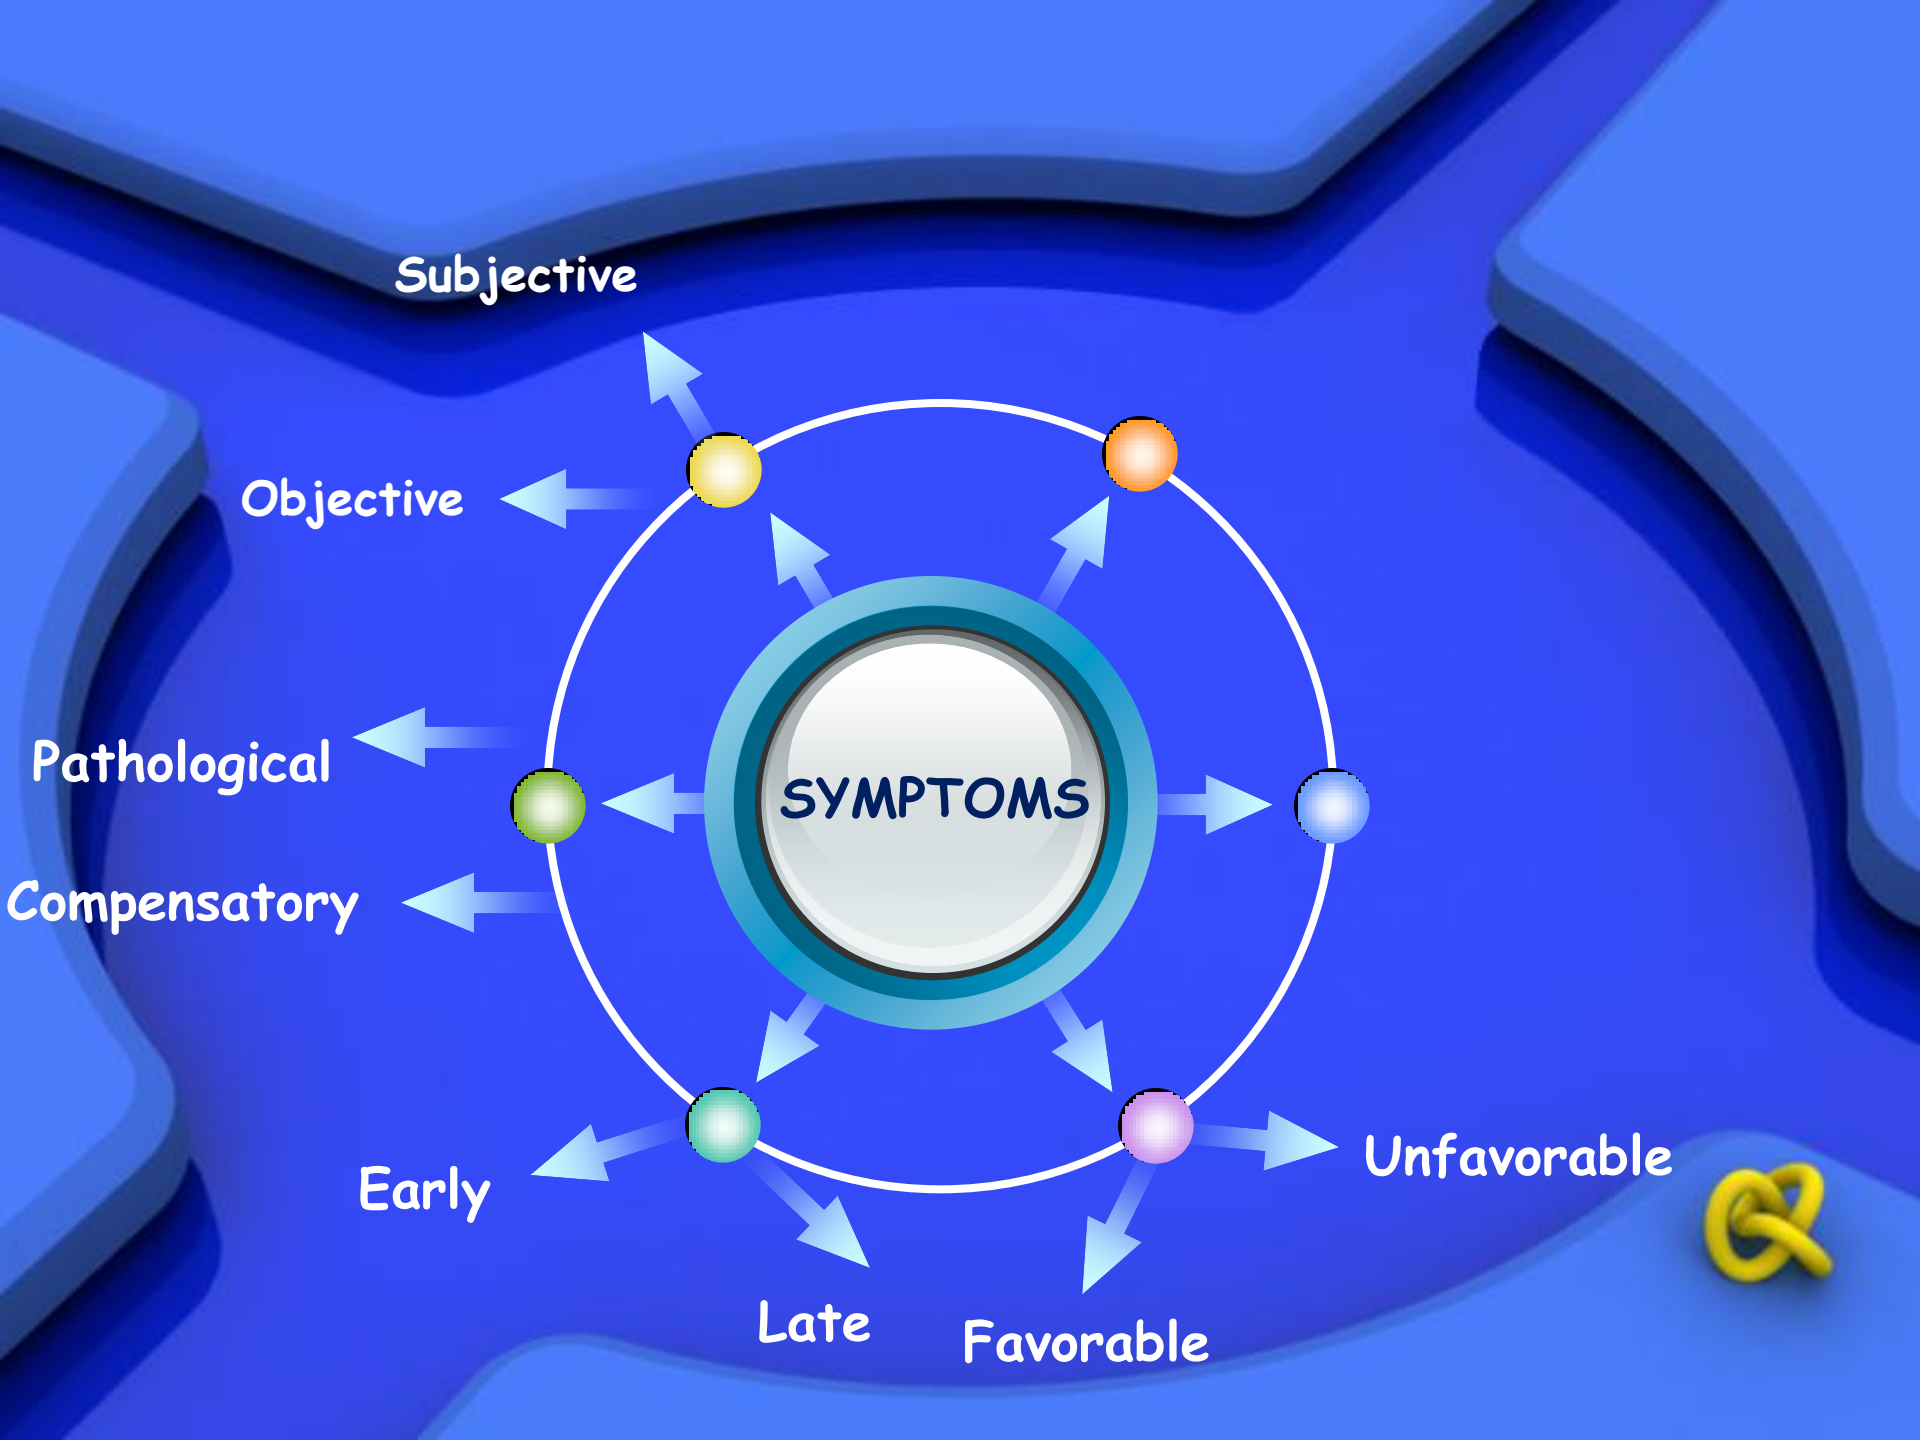 Subjective
Objective
Pathological
SYMPTOMS
Compensatory
Unfavorable
Early
Late
Favorable